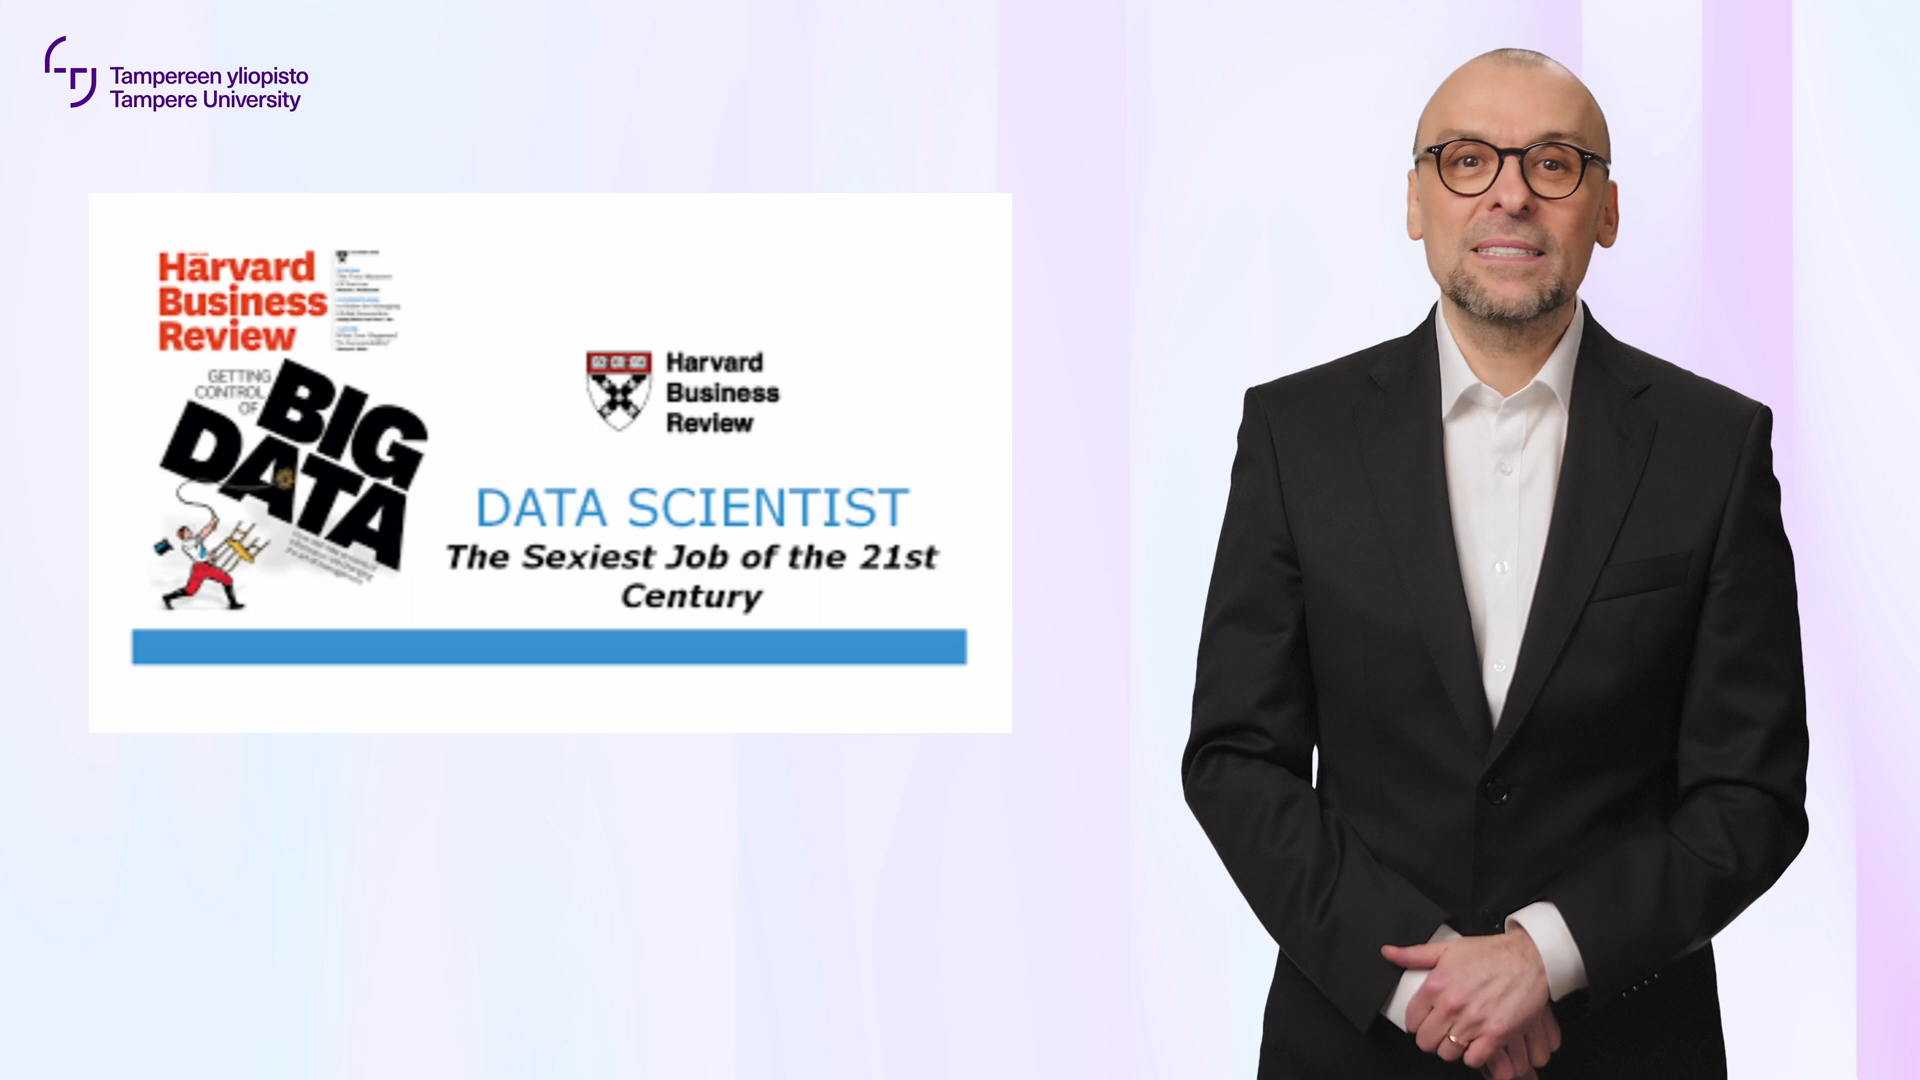 Tampereen yliopisto
Tampere University
Harvard
Business
Review
GETTING
CONTROL
OF
BIG
DATA
Harvard
Business
Review
DATA SCIENTIST
The Sexiest Job of the 21st
Century